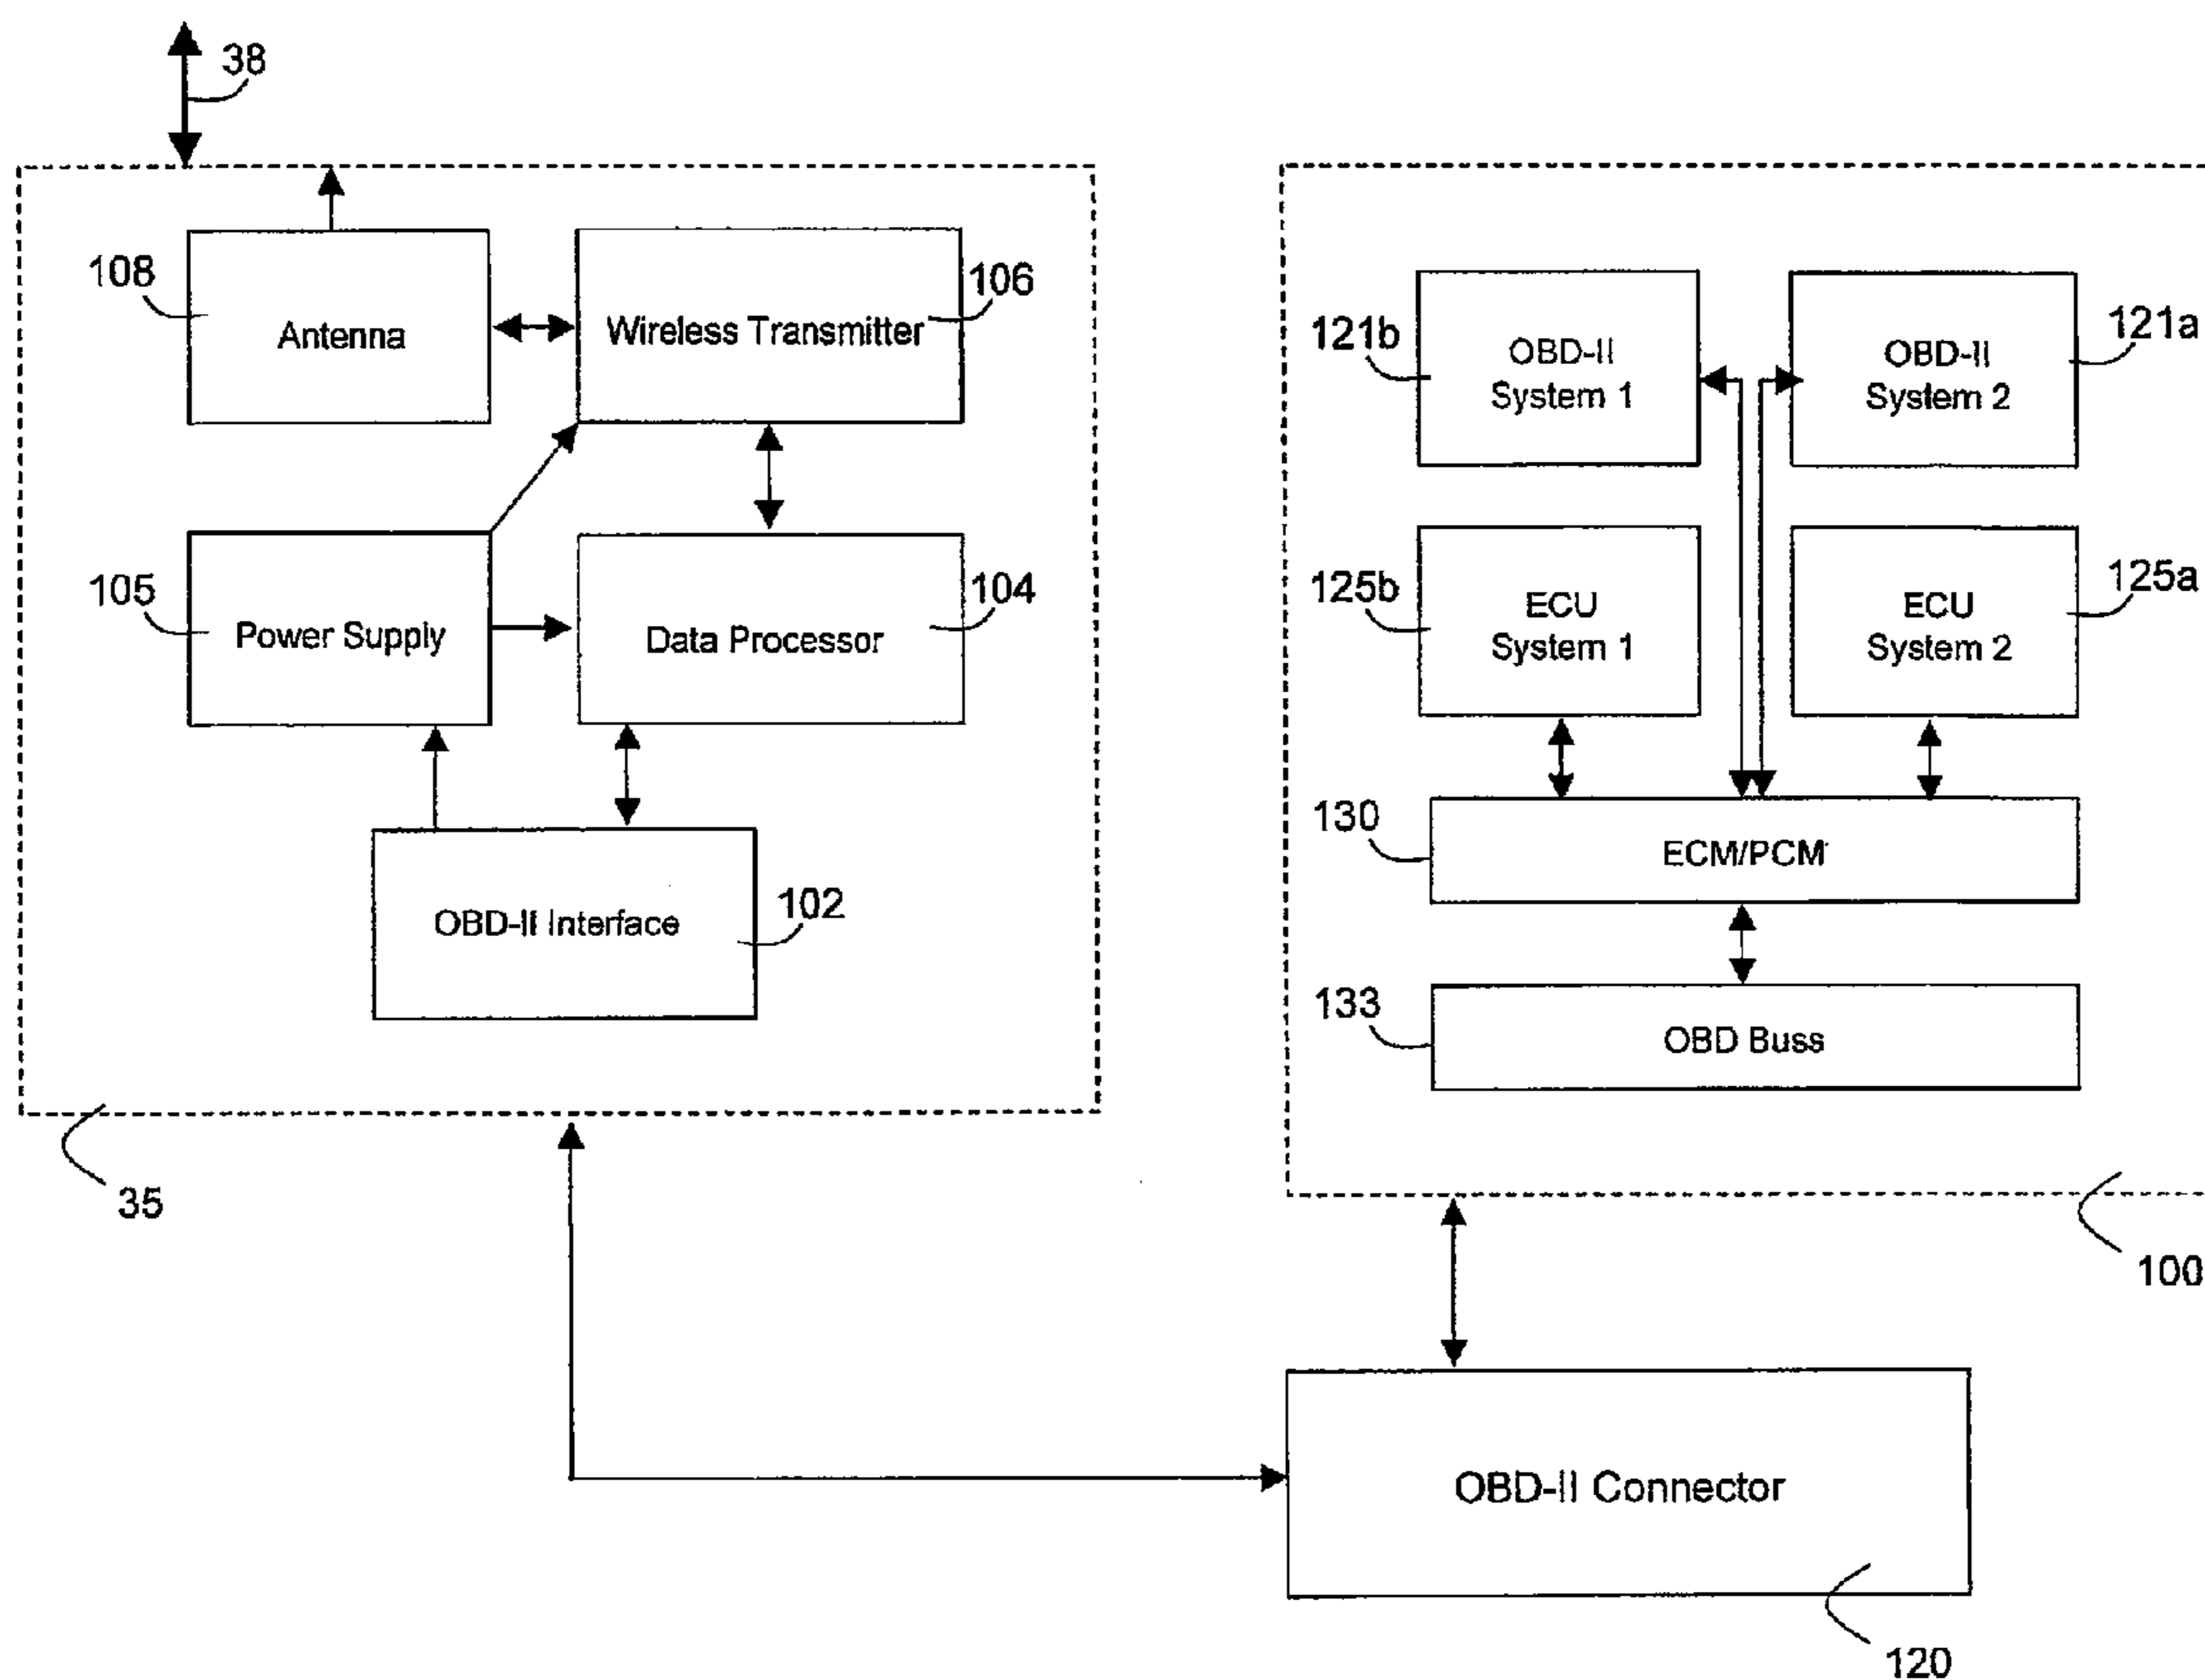 38
108
Antenna
Wireless Transmitter
106
105
Power Supply
Data Processor
104
OBD-II Interface
102
35
121b
OBD-II
System 1
OBD-II
System 2
121a
125b
ECU
System 1
ECU
System 2
125a
130
ECM/PCM
133
OBD Buss
100
OBD-II Connector
120